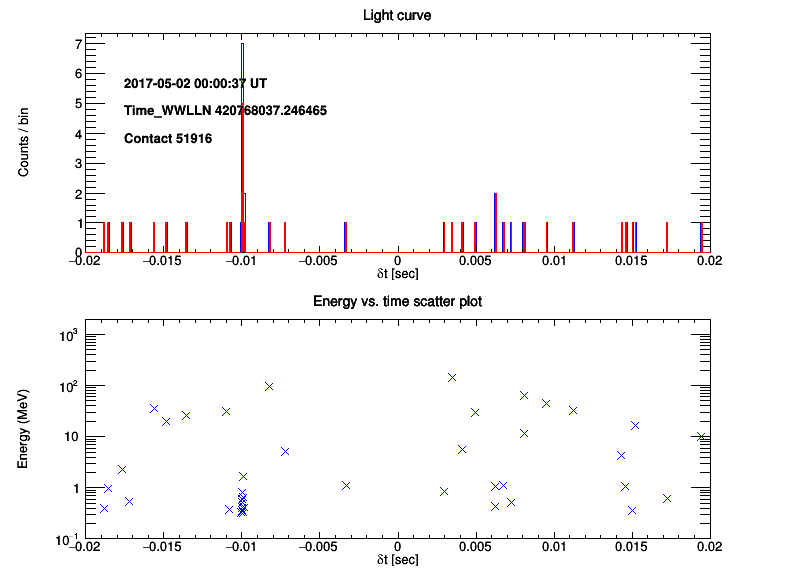 Light curve
Counts / bin
7
6
5
4
3
2
1
0
2017-05-02 00:00:37 UT
Time_WWLLN 420768037.246465
Contact 51916
−0.02 −0.015 −0.01 −0.005 0 0.005 0.01 0.015 0.02
δt [sec]
Energy vs. time scatter plot
Energy (MeV)
10³
10²
10
1
10⁻¹
−0.02 −0.015 −0.01 −0.005 0 0.005 0.01 0.015 0.02
δt [sec]